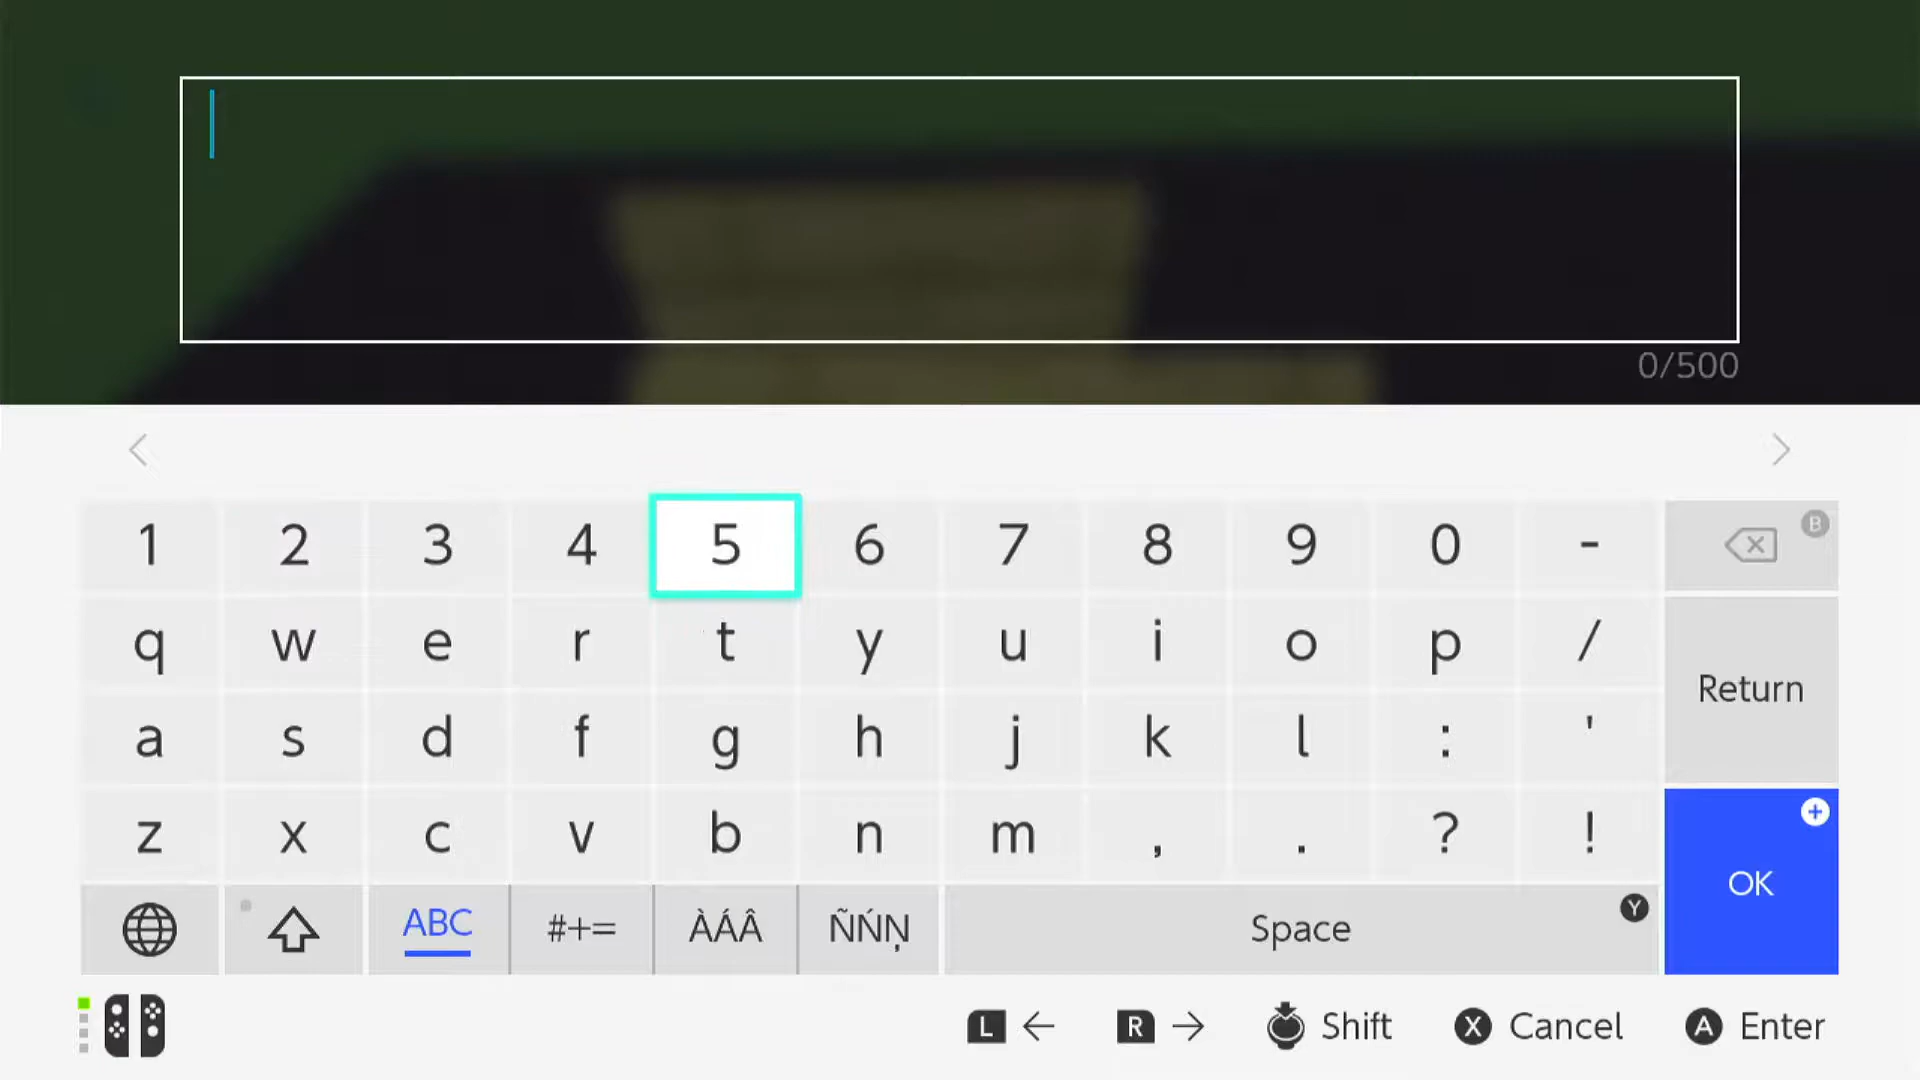 0/500
1 2 3 4 5 6 7 8 9 0 - B
q w e r t y u i o p / Return
a s d f g h j k l : '
z x c v b n m , . ? ! OK
ABC #+= ÀÁÂ ÑŃŅ Space Y
L ← R → Shift X Cancel A Enter